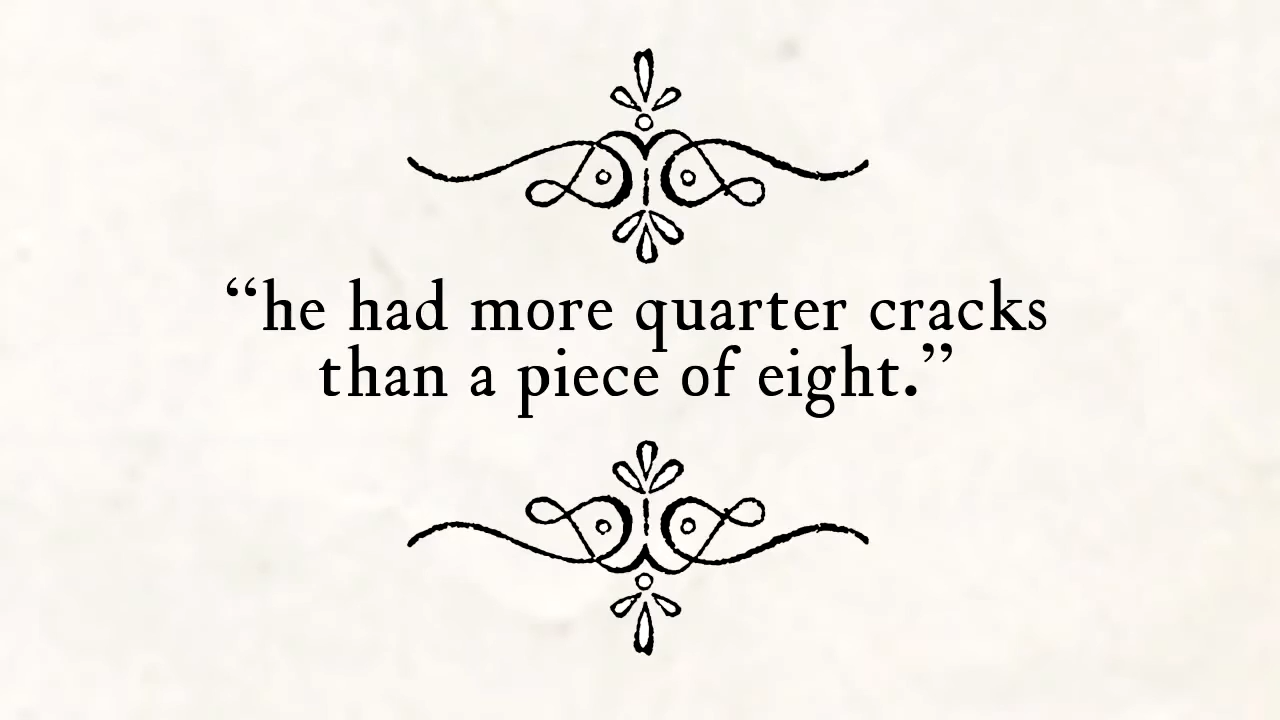 “he had more quarter cracks
than a piece of eight.”